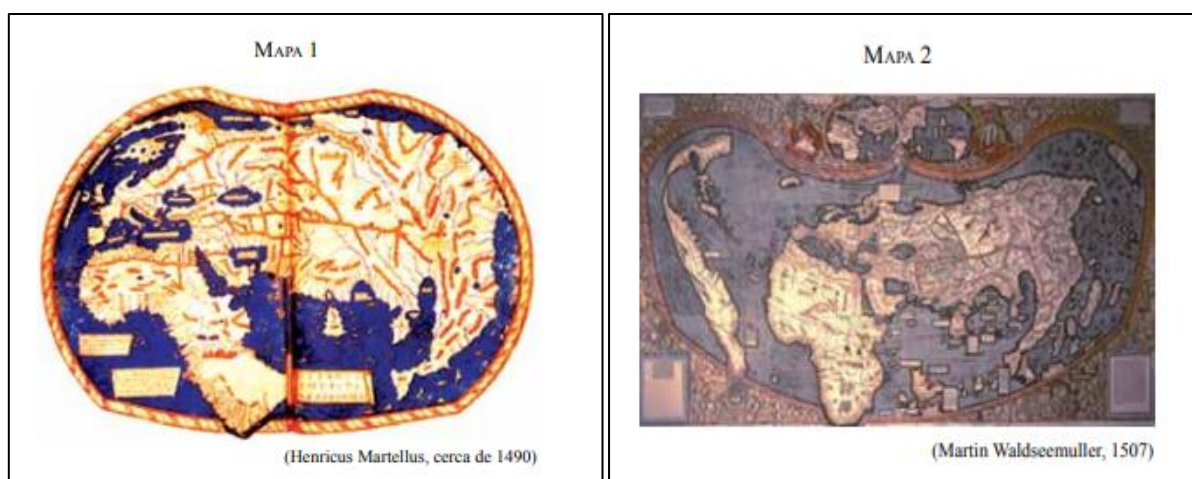 MAPA 1
(Henricus Martellus, cerca de 1490)
MAPA 2
(Martin Waldseemuller, 1507)